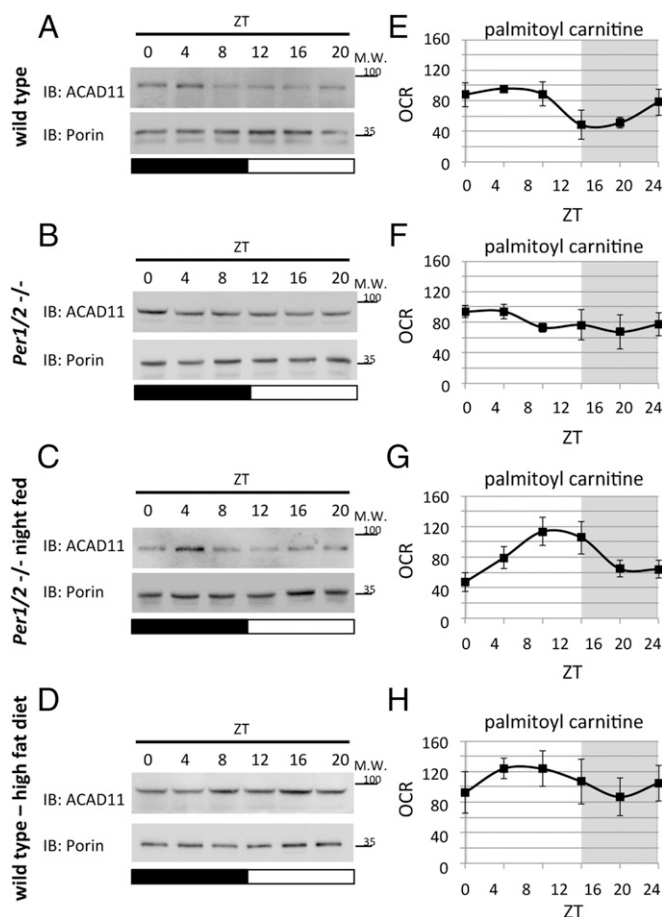 A
ZT
0 4 8 12 16 20 M.W.
wild type
IB: ACAD11
100
IB: Porin
35
E
palmitoyl carnitine
160
120
80
40
0
OCR
0 4 8 12 16 20 24
ZT
B
ZT
0 4 8 12 16 20 M.W.
Per1/2 -/-
IB: ACAD11
100
IB: Porin
35
F
palmitoyl carnitine
160
120
80
40
0
OCR
0 4 8 12 16 20 24
ZT
C
ZT
0 4 8 12 16 20 M.W.
Per1/2 -/- night fed
IB: ACAD11
100
IB: Porin
35
G
palmitoyl carnitine
160
120
80
40
0
OCR
0 4 8 12 16 20 24
ZT
D
ZT
0 4 8 12 16 20 M.W.
wild type – high fat diet
IB: ACAD11
100
IB: Porin
35
H
palmitoyl carnitine
160
120
80
40
0
OCR
0 4 8 12 16 20 24
H